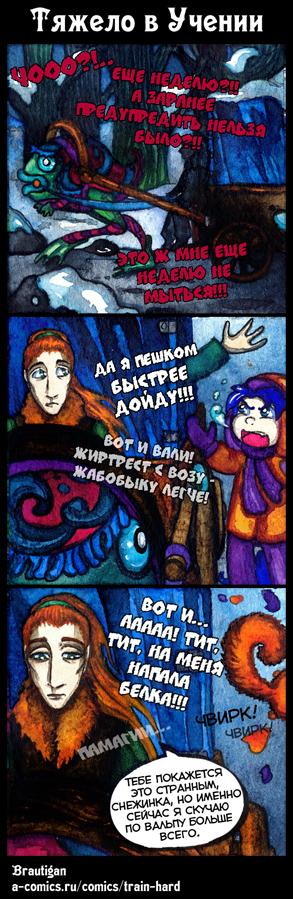 Тяжело в Учении
ЧООО?!..
ЕЩЕ НЕДЕЛЮ?!!
А ЗАРАНЕЕ
ПРЕДУПРЕДИТЬ НЕЛЬЗЯ
БЫЛО?!!
ЭТО Ж МНЕ ЕЩЕ
НЕДЕЛЮ НЕ
МЫТЬСЯ!!!
ДА Я ПЕШКОМ
БЫСТРЕЕ
ДОЙДУ!!!
ВОТ И ВАЛИ!
ЖИРТРЕСТ С ВОЗУ -
ЖАБОБЫКУ ЛЕГЧЕ!
ВОТ И...
ААААА! ТИТ,
ТИТ, НА МЕНЯ
НАПАЛА
БЕЛКА!!!
ЧВИРК!
ЧВИРК!
ПАМАГИИ...
ТЕБЕ ПОКАЖЕТСЯ
ЭТО СТРАННЫМ,
СНЕЖИНКА, НО ИМЕННО
СЕЙЧАС Я СКУЧАЮ
ПО ВАЛЬПУ БОЛЬШЕ
ВСЕГО.
Brautigan
a-comics.ru/comics/train-hard